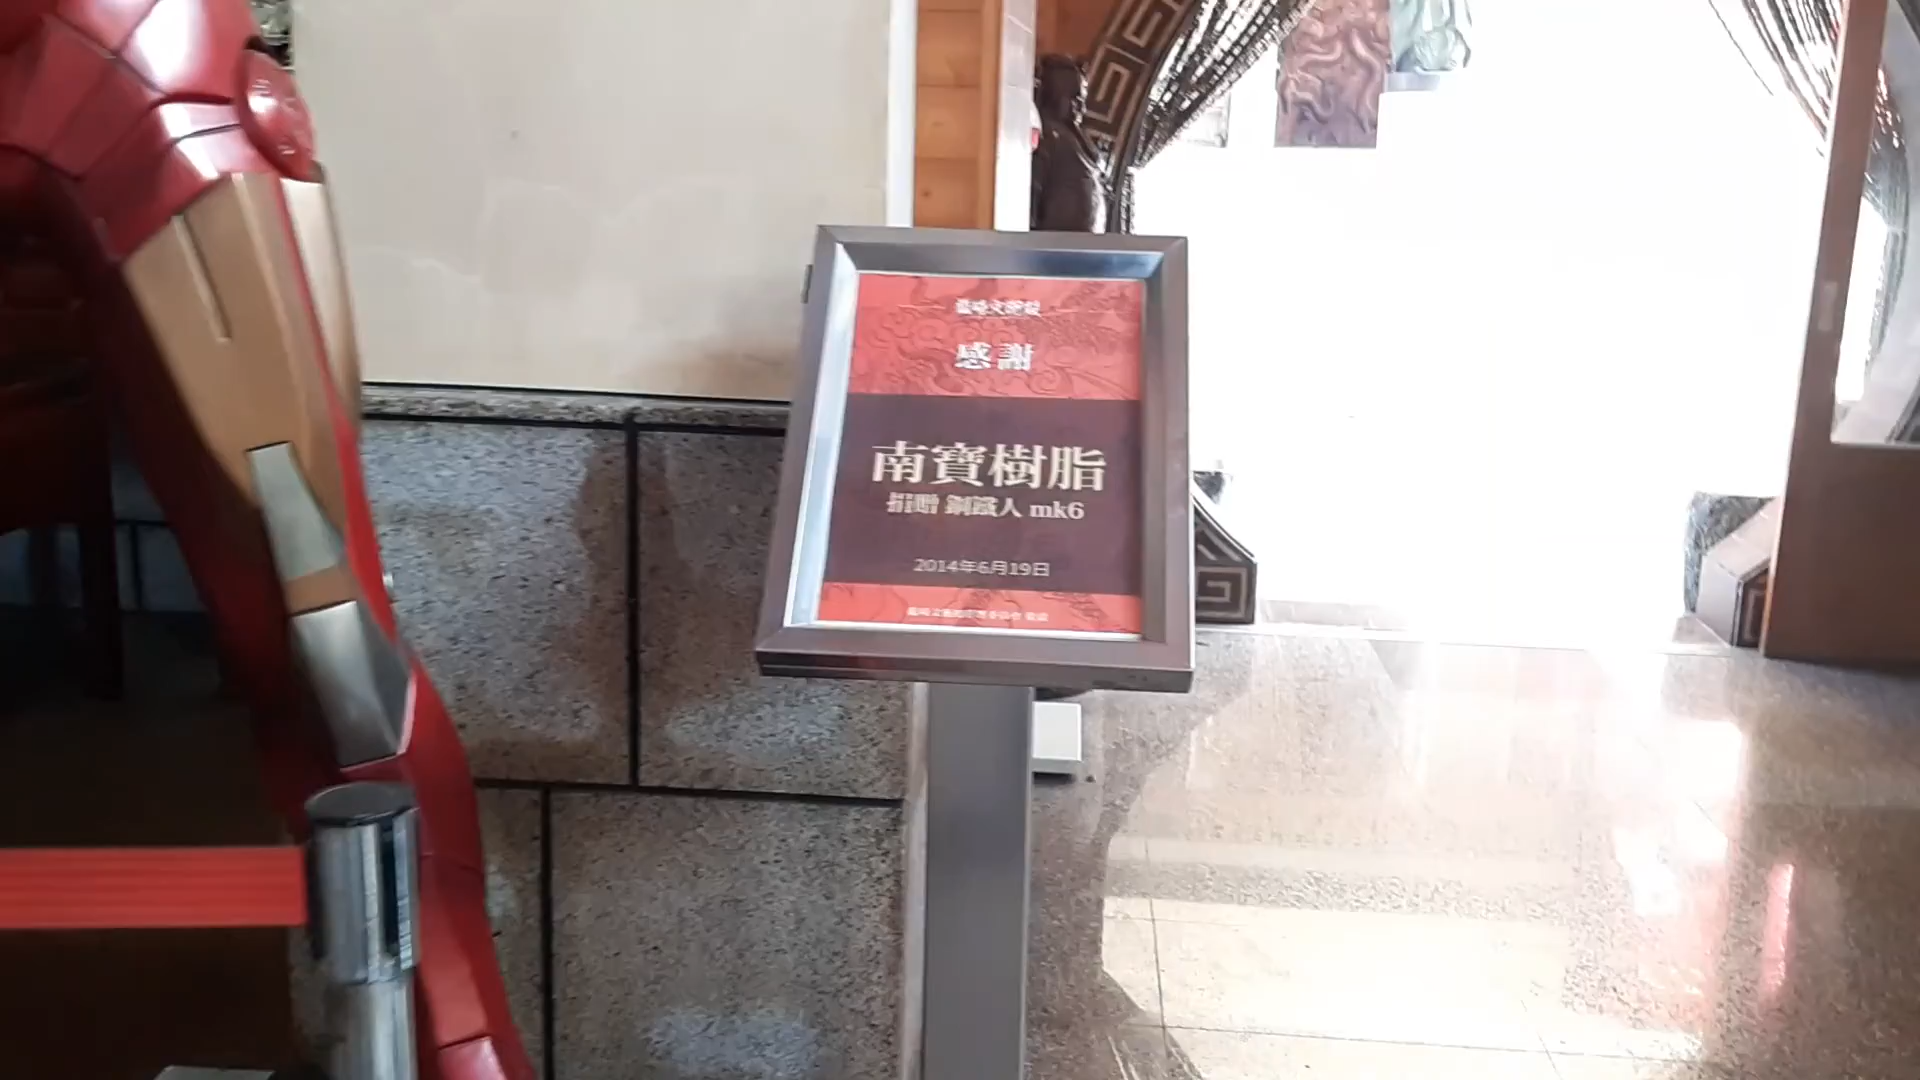 感謝
南寶樹脂
捐贈 鋼鐵人 mk6
2014年6月19日